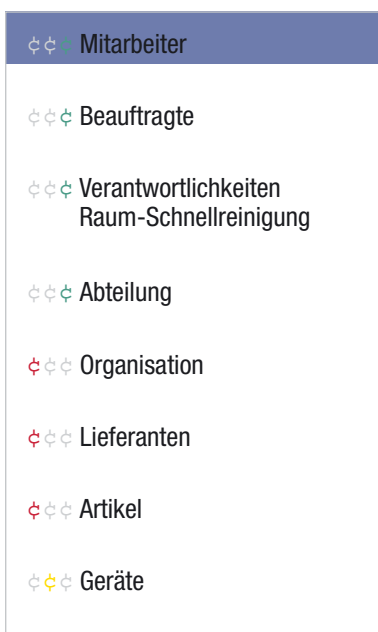 ¢ ¢ ¢ Mitarbeiter
¢ ¢ ¢ Beauftragte
¢ ¢ ¢ Verantwortlichkeiten
Raum-Schnellreinigung
¢ ¢ ¢ Abteilung
¢ ¢ ¢ Organisation
¢ ¢ ¢ Lieferanten
¢ ¢ ¢ Artikel
¢ ¢ ¢ Geräte